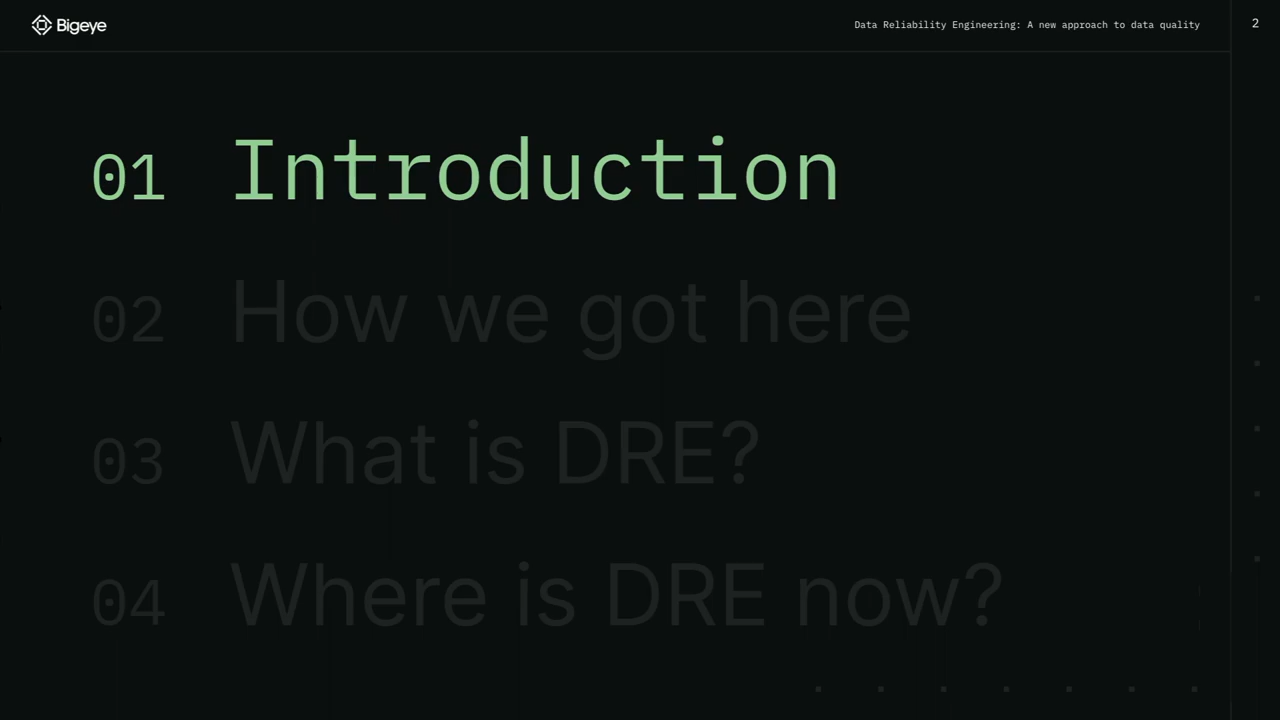 Bigeye
Data Reliability Engineering: A new approach to data quality
2
01 Introduction
02 How we got here
03 What is DRE?
04 Where is DRE now?